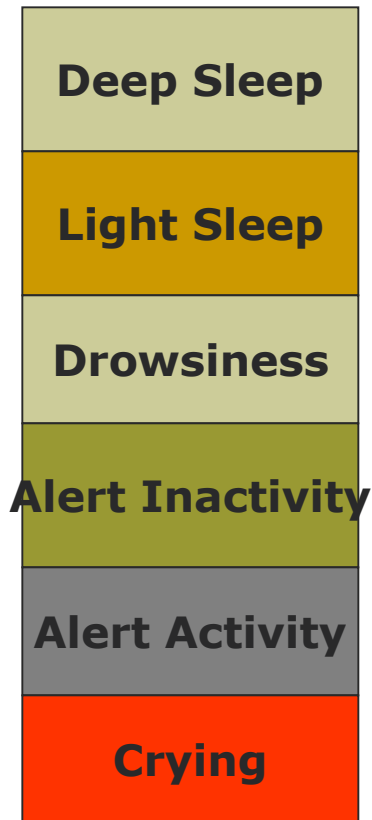 Deep Sleep
Light Sleep
Drowsiness
Alert Inactivity
Alert Activity
Crying